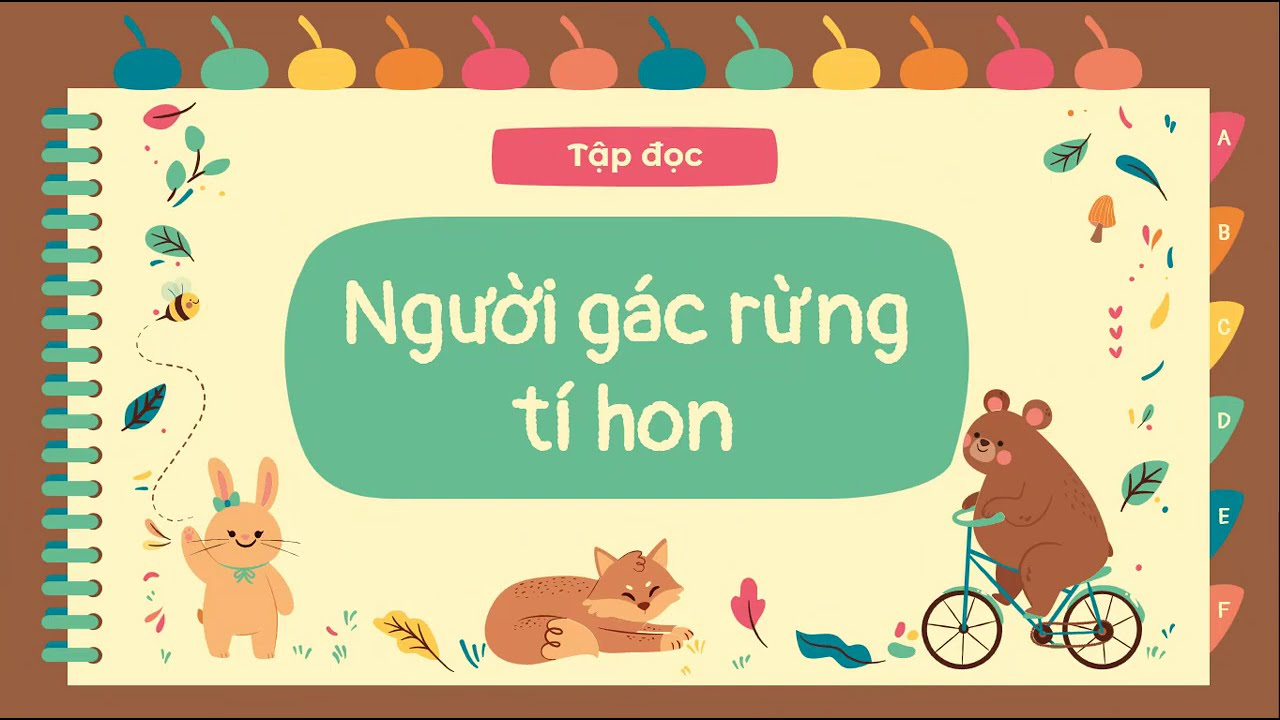 Tập đọc
Người gác rừng
tí hon
A
B
C
D
E
F